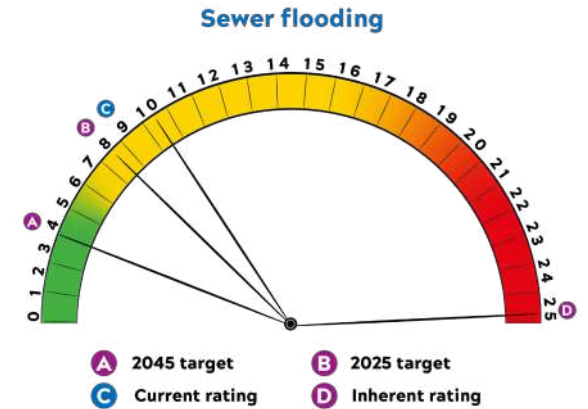 Sewer flooding
0 1 2 3 4 5 6 7 8 9 10 11 12 13 14 15 16 17 18 19 20 21 22 23 24 25
A
B
C
D
A 2045 target
B 2025 target
C Current rating
D Inherent rating